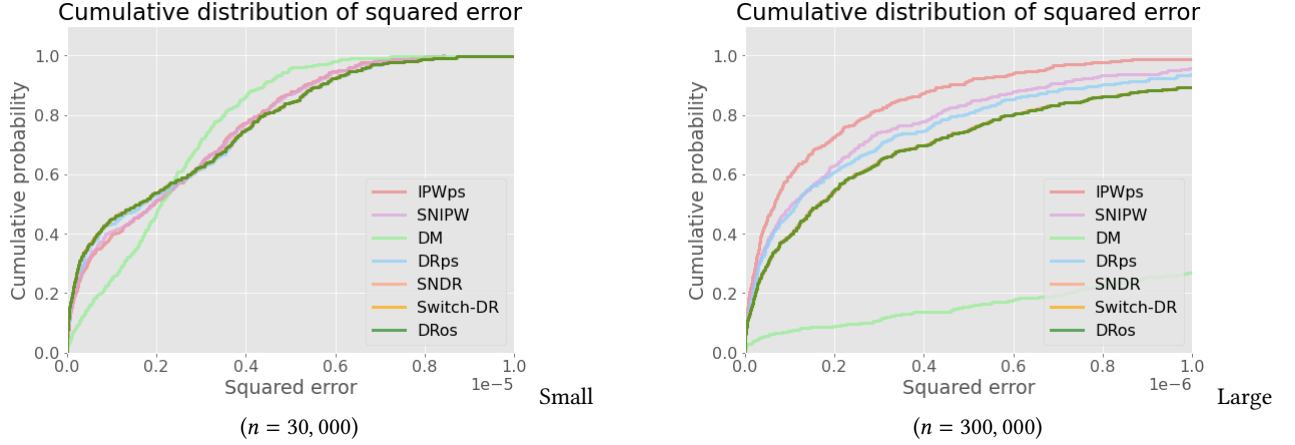 Cumulative distribution of squared error
Cumulative probability
1.0
0.8
0.6
0.4
0.2
0.0
IPWps
SNIPW
DM
DRps
SNDR
Switch-DR
DRos
0.0 0.2 0.4 0.6 0.8 1.0
Squared error
1e−5
Small
(n = 30, 000)
Cumulative distribution of squared error
Cumulative probability
1.0
0.8
0.6
0.4
0.2
0.0
IPWps
SNIPW
DM
DRps
SNDR
Switch-DR
DRos
0.0 0.2 0.4 0.6 0.8 1.0
Squared error
1e−6
Large
(n = 300, 000)